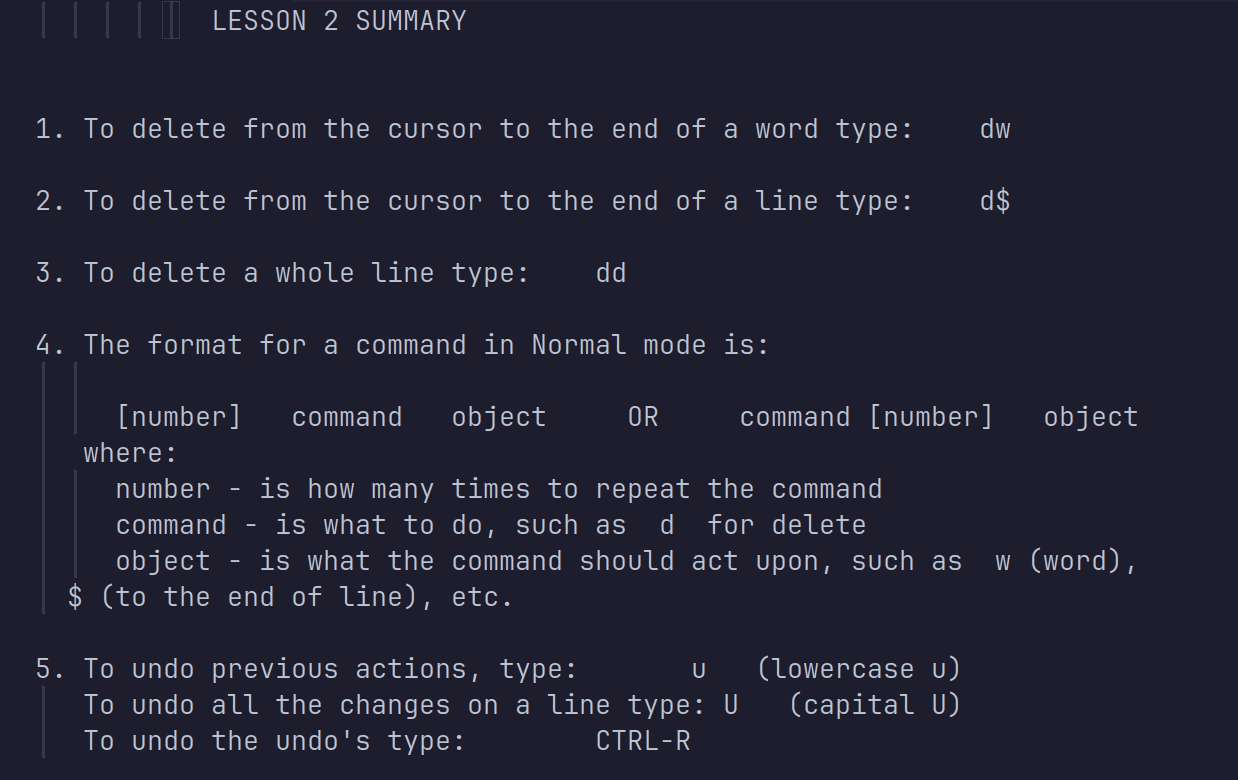 LESSON 2 SUMMARY
1. To delete from the cursor to the end of a word type:    dw
2. To delete from the cursor to the end of a line type:    d$
3. To delete a whole line type:    dd
4. The format for a command in Normal mode is:
[number]   command   object     OR     command [number]   object
where:
number - is how many times to repeat the command
command - is what to do, such as  d  for delete
object - is what the command should act upon, such as  w (word),
$ (to the end of line), etc.
5. To undo previous actions, type:       u   (lowercase u)
To undo all the changes on a line type: U   (capital U)
To undo the undo's type:        CTRL-R